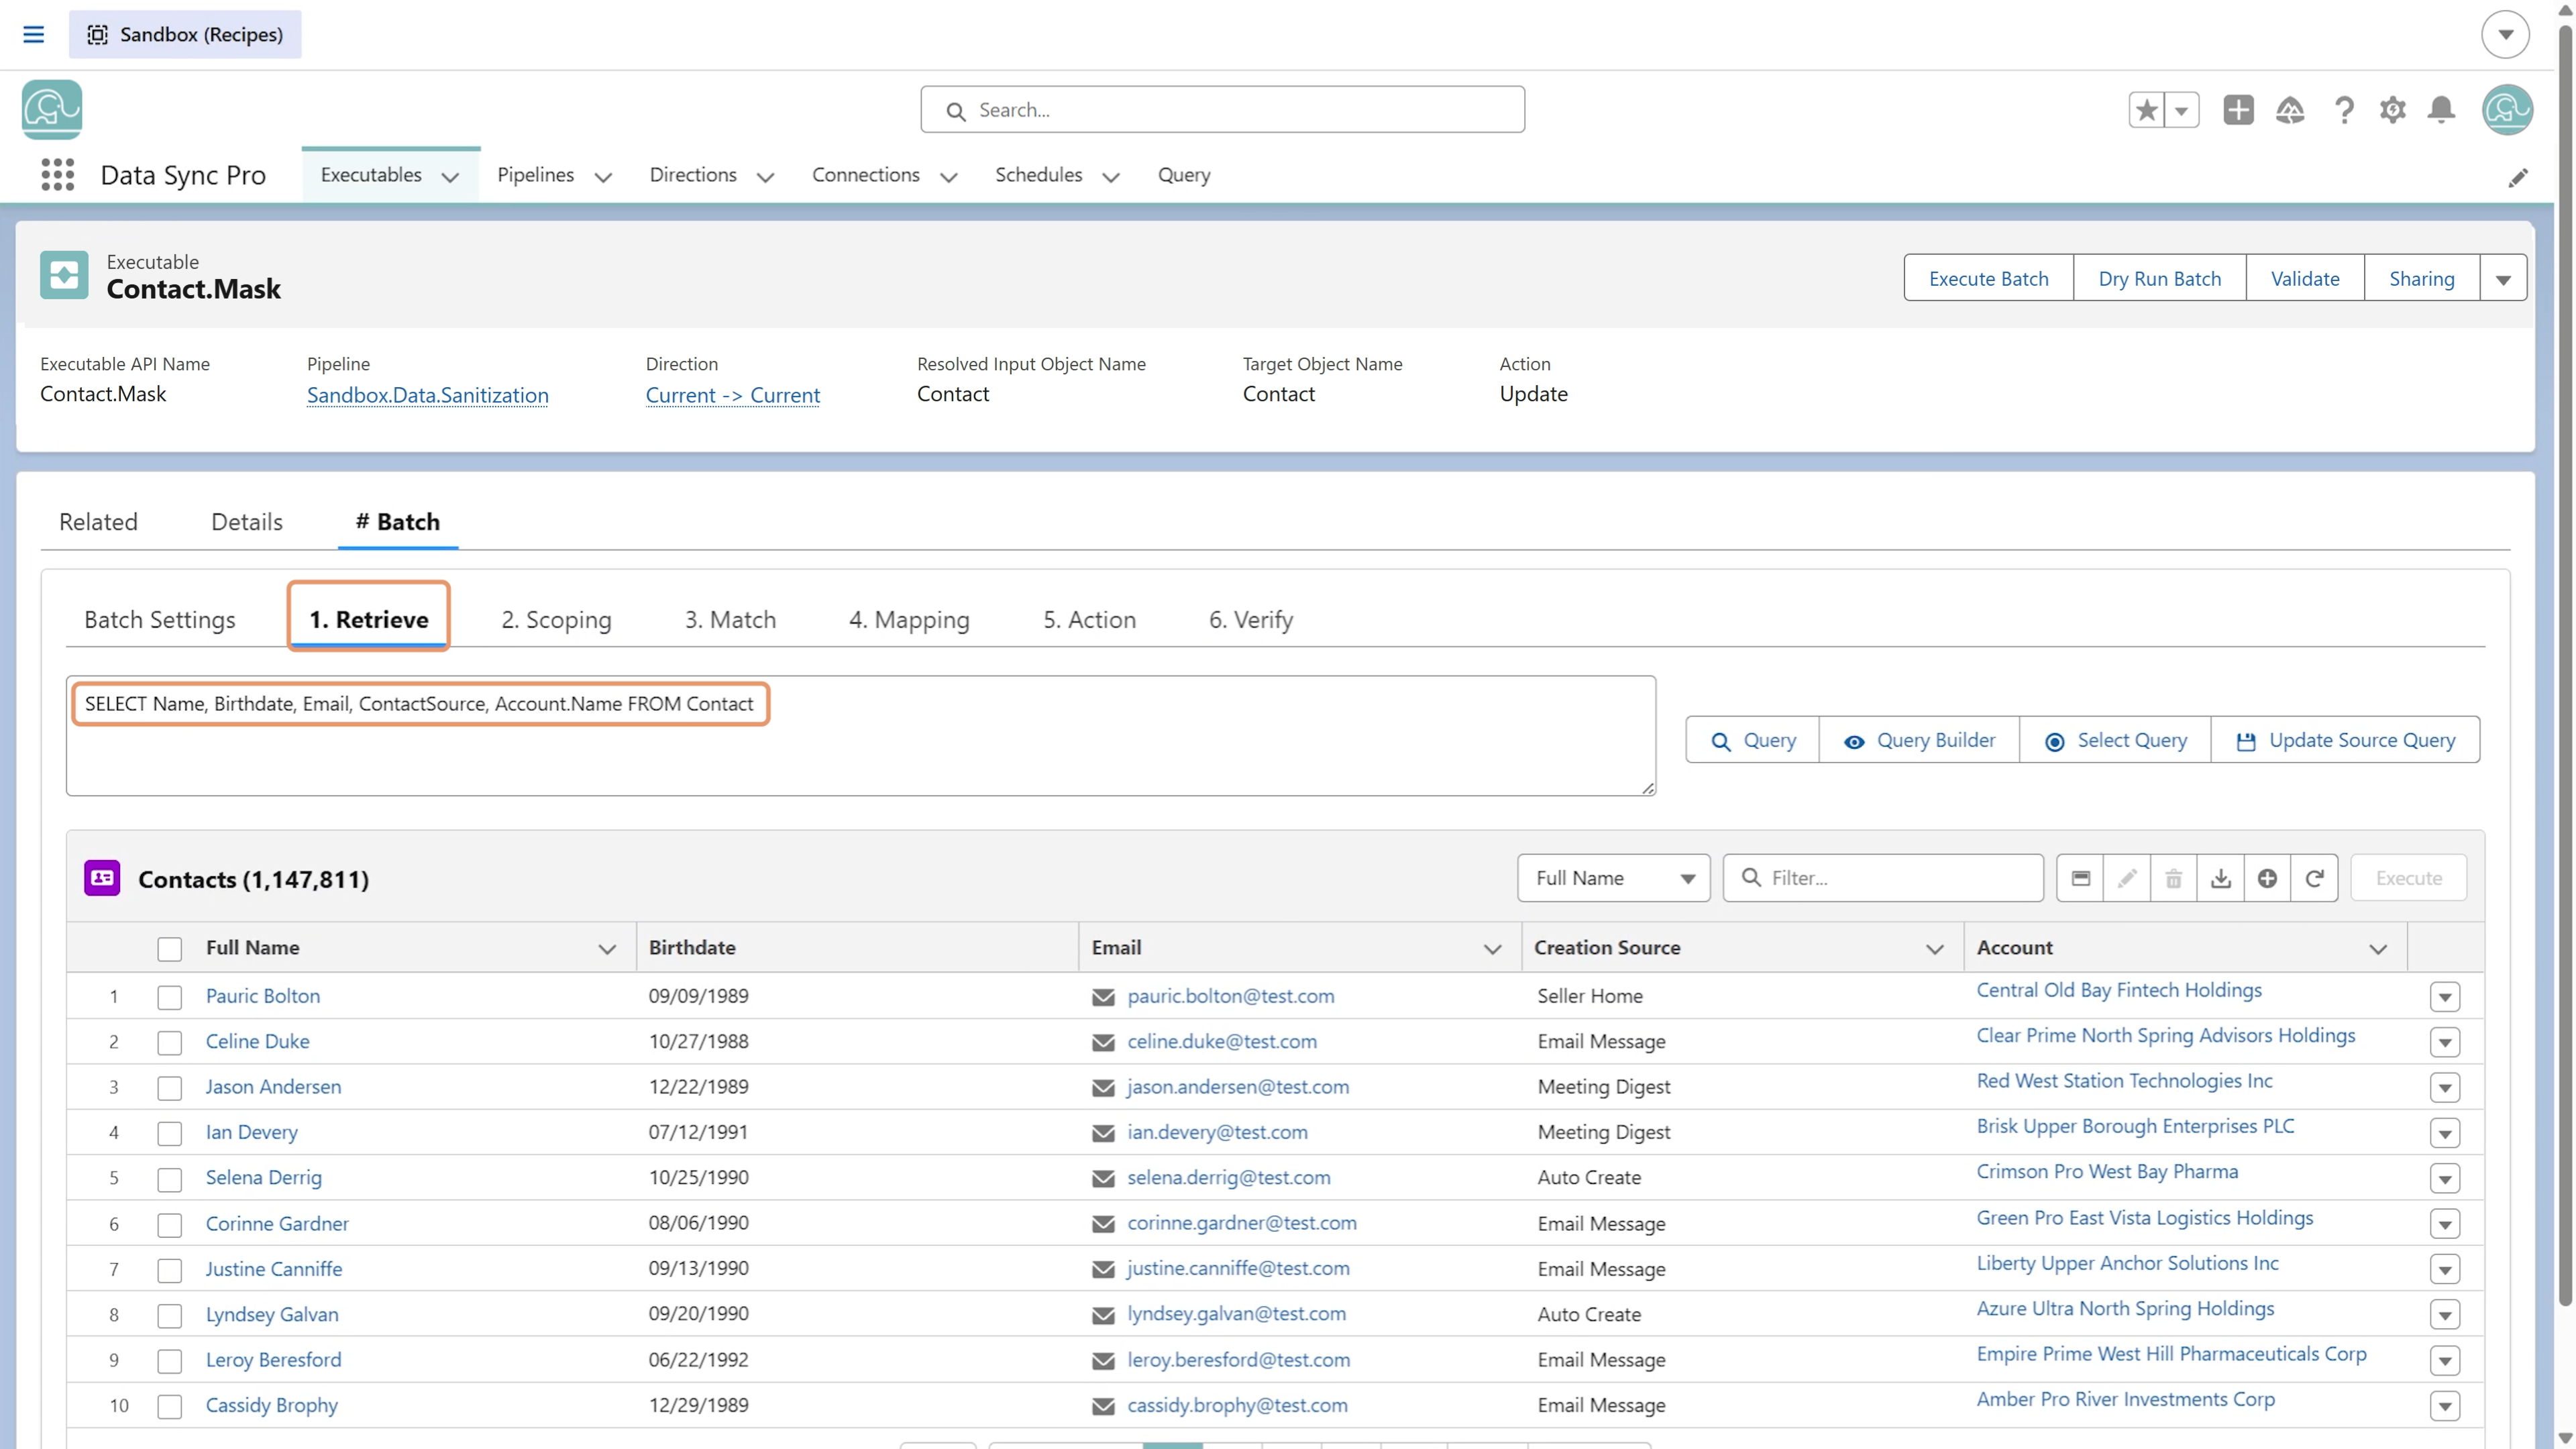 Sandbox (Recipes)
Search...
Data Sync Pro
Executables
Pipelines
Directions
Connections
Schedules
Query
Executable
Contact.Mask
Execute Batch
Dry Run Batch
Validate
Sharing
Executable API Name
Contact.Mask
Pipeline
Sandbox.Data.Sanitization
Direction
Current -> Current
Resolved Input Object Name
Contact
Target Object Name
Contact
Action
Update
Related
Details
# Batch
Batch Settings
1. Retrieve
2. Scoping
3. Match
4. Mapping
5. Action
6. Verify
SELECT Name, Birthdate, Email, ContactSource, Account.Name FROM Contact
Query
Query Builder
Select Query
Update Source Query
Contacts (1,147,811)
Full Name
Filter...
Execute
Full Name Birthdate Email Creation Source Account
1 Pauric Bolton 09/09/1989 pauric.bolton@test.com Seller Home Central Old Bay Fintech Holdings
2 Celine Duke 10/27/1988 celine.duke@test.com Email Message Clear Prime North Spring Advisors Holdings
3 Jason Andersen 12/22/1989 jason.andersen@test.com Meeting Digest Red West Station Technologies Inc
4 Ian Devery 07/12/1991 ian.devery@test.com Meeting Digest Brisk Upper Borough Enterprises PLC
5 Selena Derrig 10/25/1990 selena.derrig@test.com Auto Create Crimson Pro West Bay Pharma
6 Corinne Gardner 08/06/1990 corinne.gardner@test.com Email Message Green Pro East Vista Logistics Holdings
7 Justine Canniffe 09/13/1990 justine.canniffe@test.com Email Message Liberty Upper Anchor Solutions Inc
8 Lyndsey Galvan 09/20/1990 lyndsey.galvan@test.com Auto Create Azure Ultra North Spring Holdings
9 Leroy Beresford 06/22/1992 leroy.beresford@test.com Email Message Empire Prime West Hill Pharmaceuticals Corp
10 Cassidy Brophy 12/29/1989 cassidy.brophy@test.com Email Message Amber Pro River Investments Corp